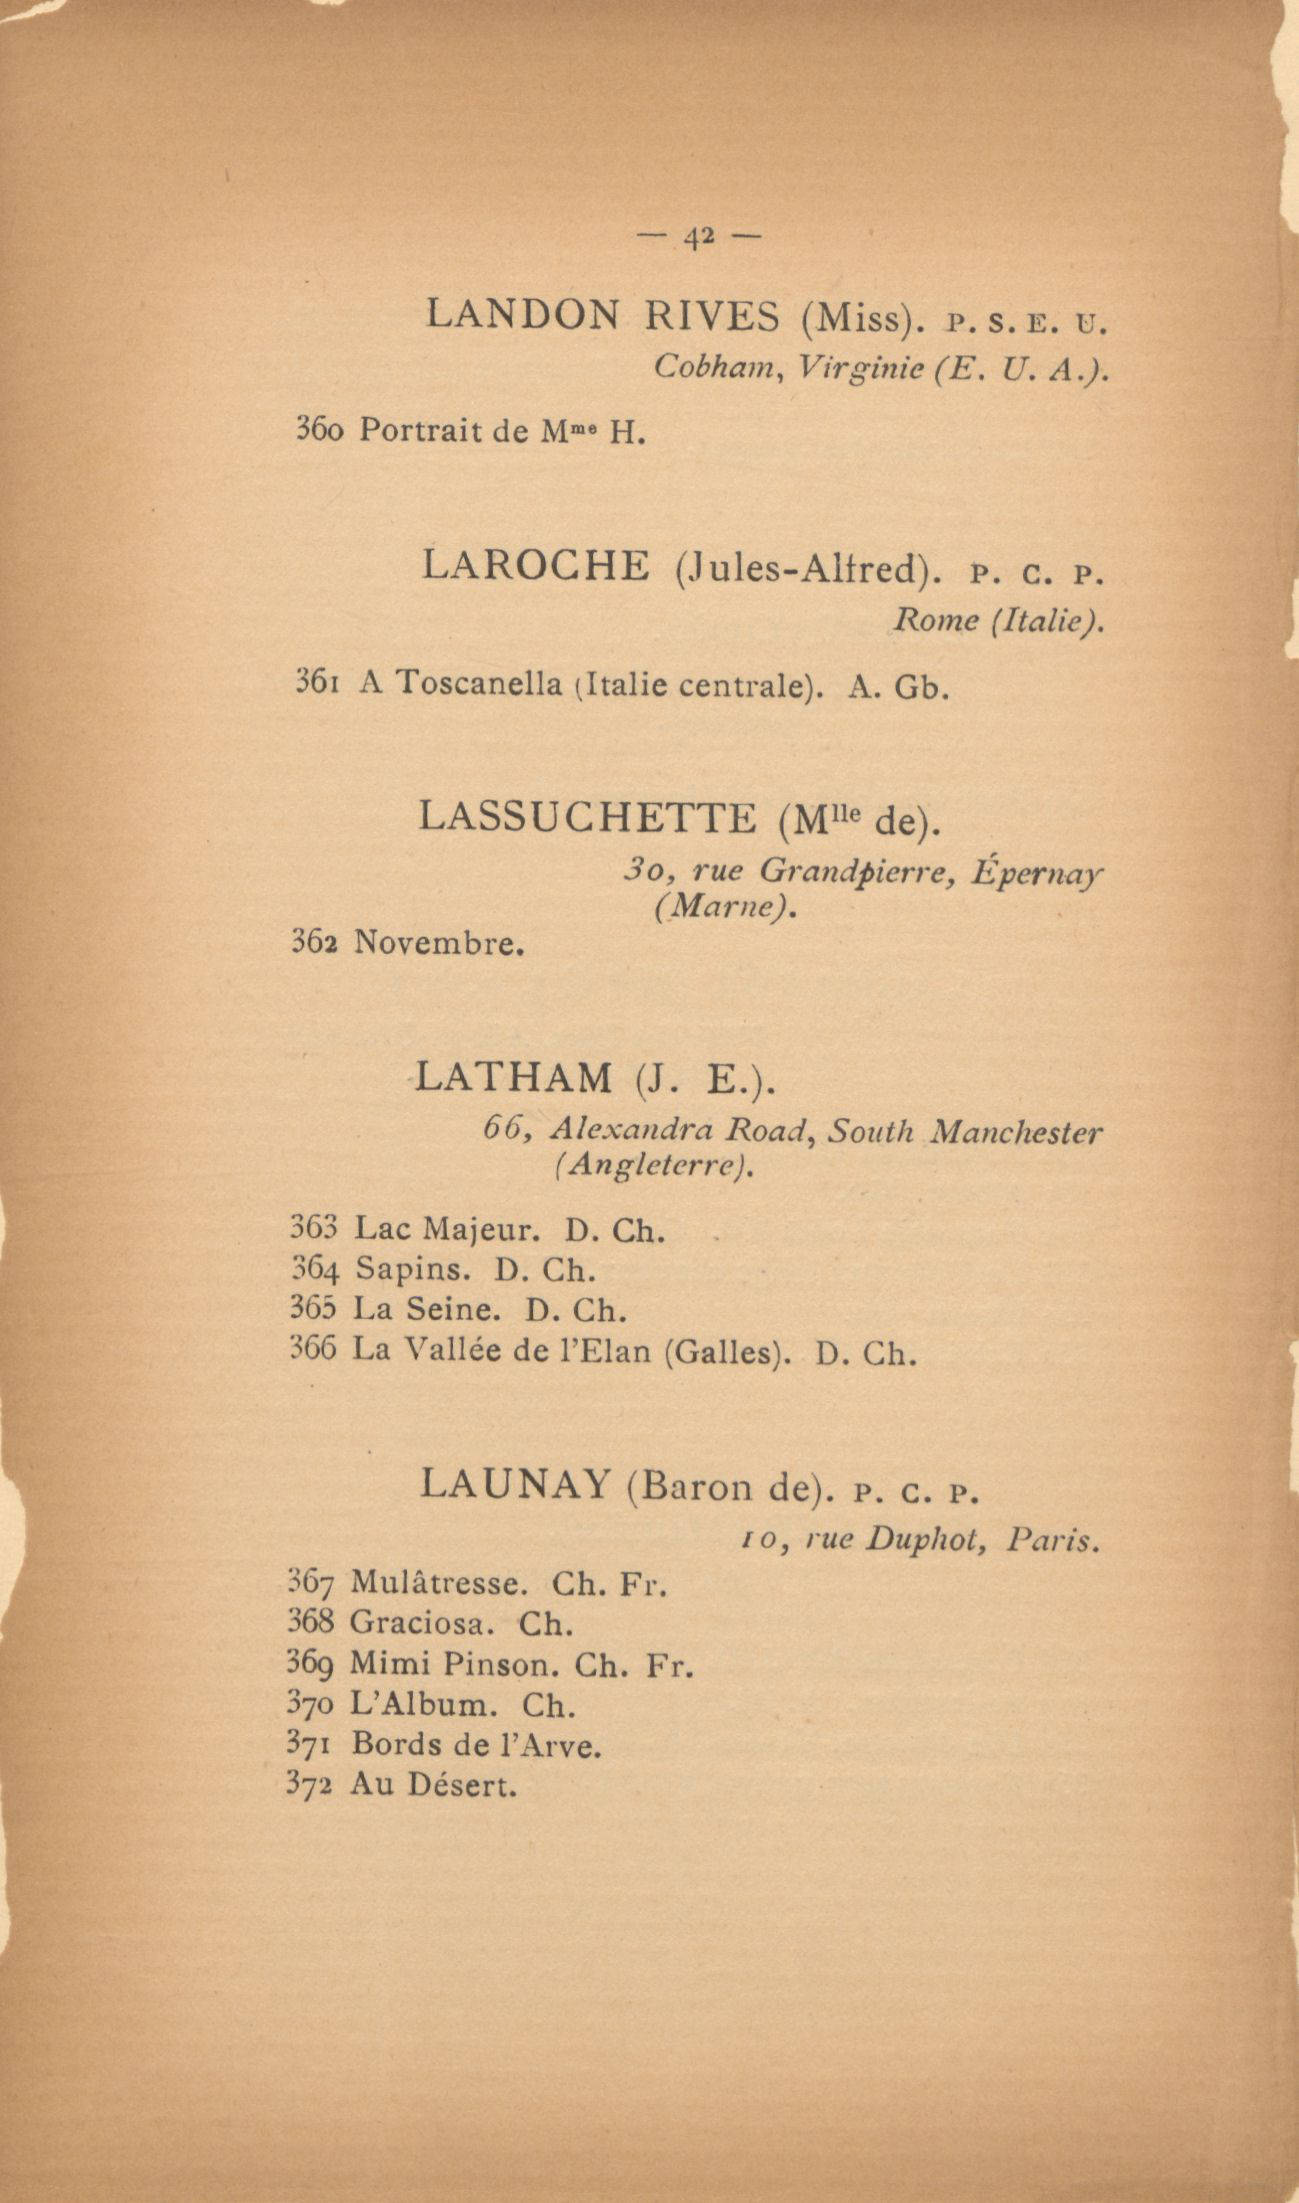 — 42 —
LANDON RIVES (Miss). P. S. E. U.
Cobham, Virginie (E. U. A.).
360 Portrait de Mme H.
LAROCHE (Jules-Alfred). P. C. P.
Rome (Italie).
361 A Toscanella (Italie centrale). A. Gb.
LASSUCHETTE (Mlle de).
30, rue Grandpierre, Épernay
(Marne).
362 Novembre.
LATHAM (J. E.).
66, Alexandra Road, South Manchester
(Angleterre).
363 Lac Majeur. D. Ch.
364 Sapins. D. Ch.
365 La Seine. D. Ch.
366 La Vallée de l'Elan (Galles). D. Ch.
LAUNAY (Baron de). P. C. P.
10, rue Duphot, Paris.
367 Mulâtresse. Ch. Fr.
368 Graciosa. Ch.
369 Mimi Pinson. Ch. Fr.
370 L'Album. Ch.
371 Bords de l'Arve.
372 Au Désert.